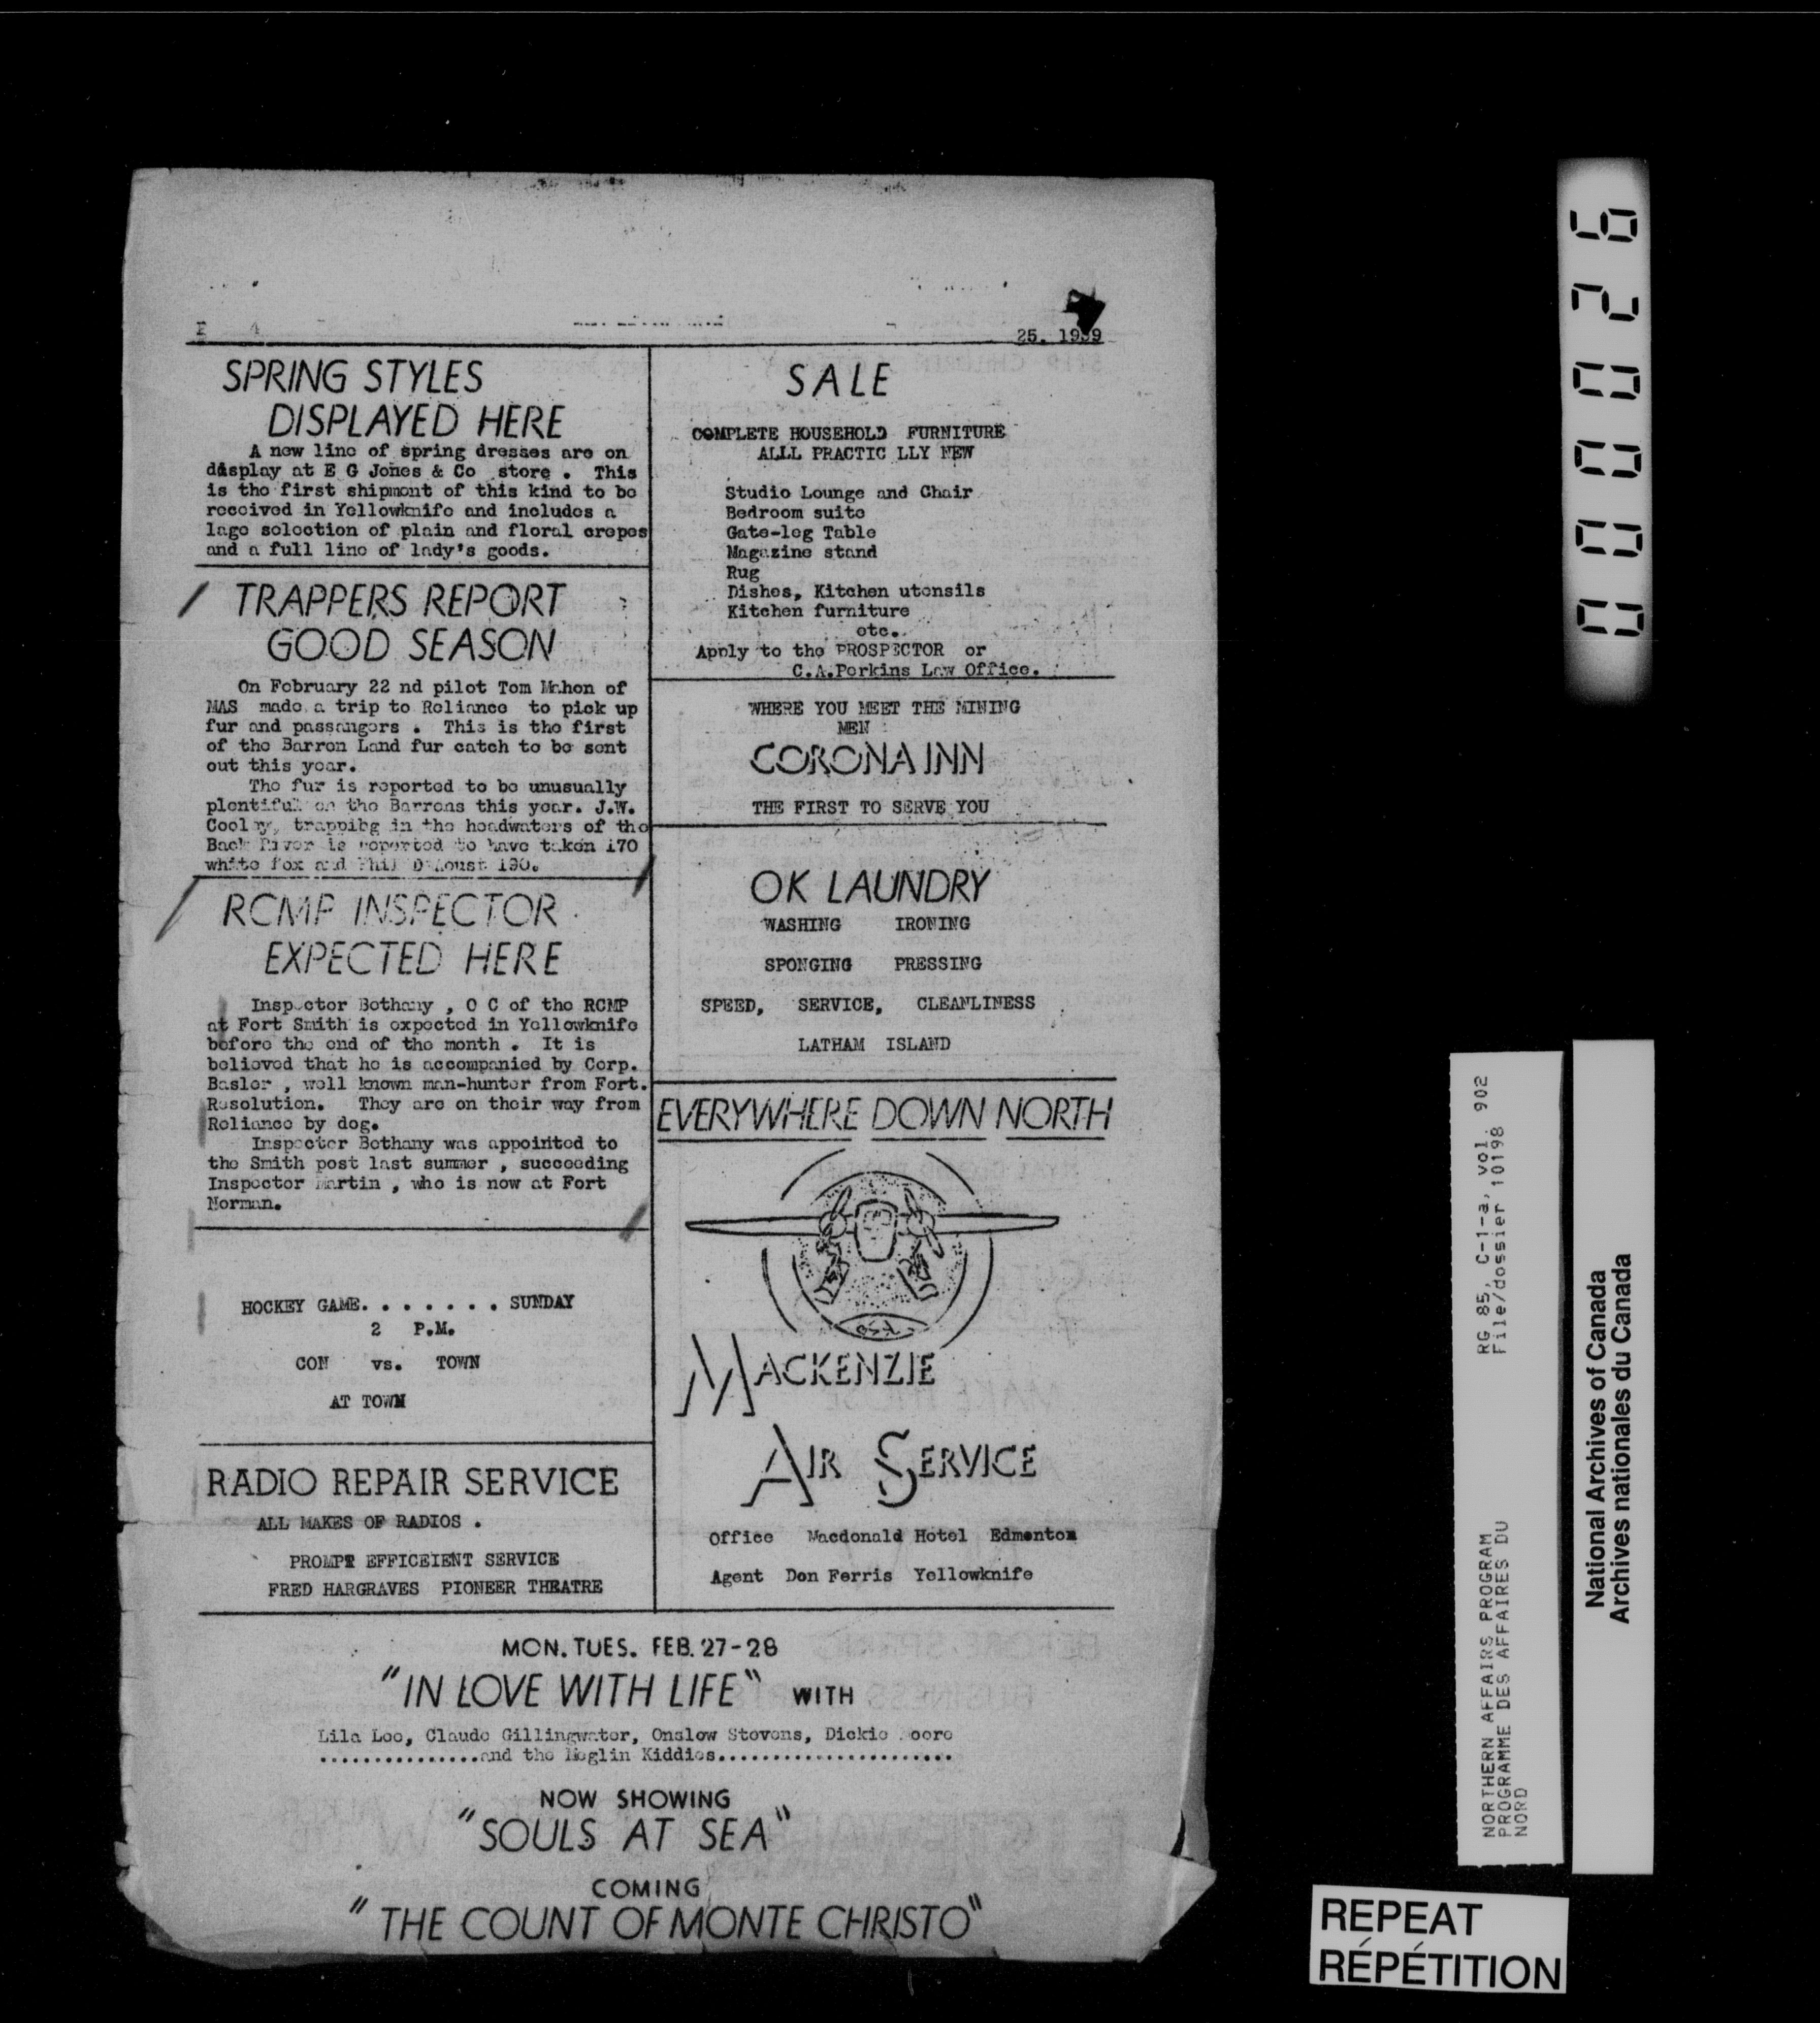 25. 1939
SPRING STYLES
DISPLAYED HERE
A new line of spring dresses are on
display at E G Jones & Co store . This
is the first shipment of this kind to be
received in Yellowknife and includes a
lage selection of plain and floral crepes
and a full line of lady's goods.
TRAPPERS REPORT
GOOD SEASON
On February 22 nd pilot Tom Mahon of
MAS made a trip to Reliance to pick up
fur and passangers . This is the first
of the Barren Land fur catch to be sent
out this year.
The fur is reported to be unusually
plentiful on the Barrens this year. J.W.
Cooley, trappibg in the headwaters of the
Back River is reported to have taken 170
white fox and Phil D'Aoust 190.
RCMP INSPECTOR
EXPECTED HERE
Inspector Bethany , O C of the RCMP
at Fort Smith is expected in Yellowknife
before the end of the month . It is
believed that he is accompanied by Corp.
Basler , well known man-hunter from Fort.
Resolution. They are on their way from
Reliance by dog.
Inspector Bethany was appointed to
the Smith post last summer , succeeding
Inspector Martin , who is now at Fort
Norman.
HOCKEY GAME. . . . . . . SUNDAY
2 P.M.
CON vs. TOWN
AT TOWN
RADIO REPAIR SERVICE
ALL MAKES OF RADIOS .
PROMPT EFFICEIENT SERVICE
FRED HARGRAVES PIONEER THEATRE
SALE
COMPLETE HOUSEHOLD FURNITURE
ALLL PRACTIC LLY NEW
Studio Lounge and Chair
Bedroom suite
Gate-leg Table
Magazine stand
Rug
Dishes, Kitchen utensils
Kitchen furniture
etc.
Apply to the PROSPECTOR or
C.A.Perkins Law Office.
WHERE YOU MEET THE MINING
MEN
CORONA INN
THE FIRST TO SERVE YOU
OK LAUNDRY
WASHING IRONING
SPONGING PRESSING
SPEED, SERVICE, CLEANLINESS
LATHAM ISLAND
EVERYWHERE DOWN NORTH
MACKENZIE
AIR SERVICE
Office Macdonald Hotel Edmonton
Agent Don Ferris Yellowknife
MON. TUES. FEB. 27-28
"IN LOVE WITH LIFE" WITH
Lila Lee, Claude Gillingwater, Onslow Stevens, Dickie oore
...............and the Meglin Kiddies......................
NOW SHOWING
"SOULS AT SEA"
COMING
"THE COUNT OF MONTE CHRISTO"
000026
RG 85, C-1-a, vol. 902
File/dossier 10198
NORTHERN AFFAIRS PROGRAM
PROGRAMME DES AFFAIRES DU
NORD
National Archives of Canada
Archives nationales du Canada
REPEAT
RÉPÉTITION